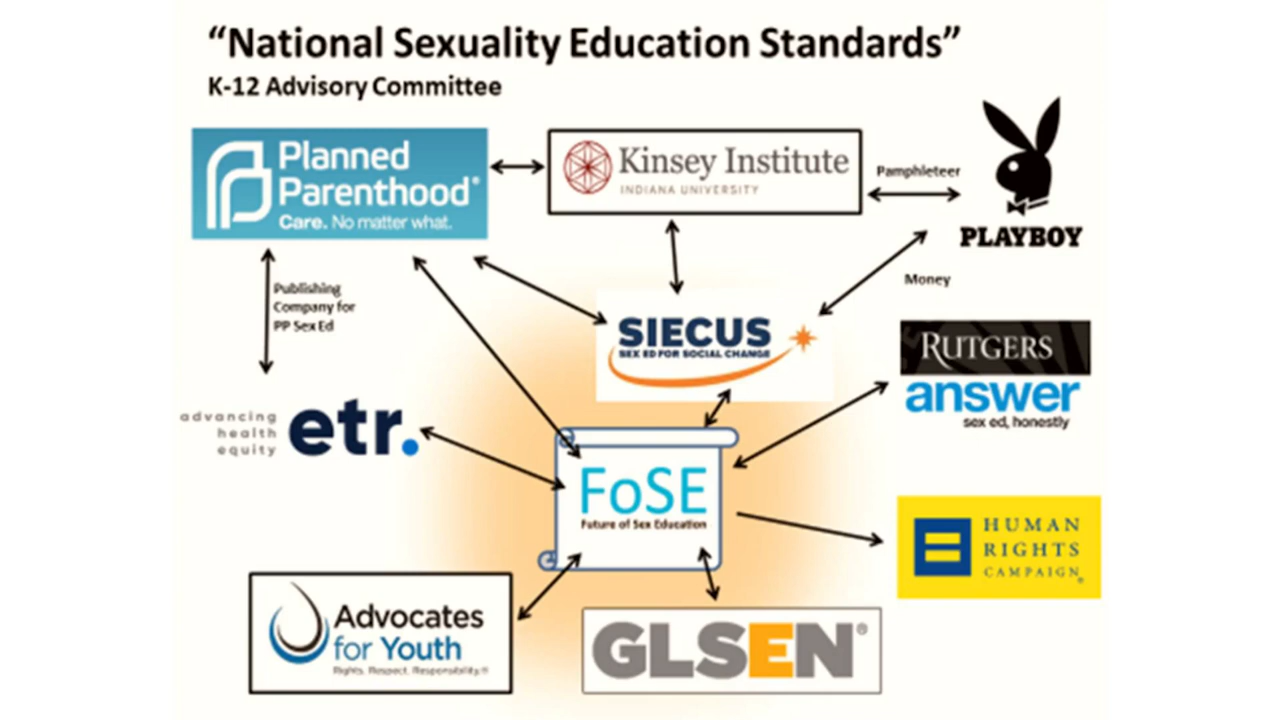 “National Sexuality Education Standards”
K-12 Advisory Committee
Planned
Parenthood®
Care. No matter what.
Kinsey Institute
INDIANA UNIVERSITY
Pamphleteer
PLAYBOY
Publishing
Company for
PP Sex Ed
Money
SIECUS
SEX ED FOR SOCIAL CHANGE
RUTGERS
answer
sex ed, honestly
advancing
health
equity
etr.
FoSE
Future of Sex Education
HUMAN
RIGHTS
CAMPAIGN®
Advocates
for Youth
Rights. Respect. Responsibility.®
GLSEN®